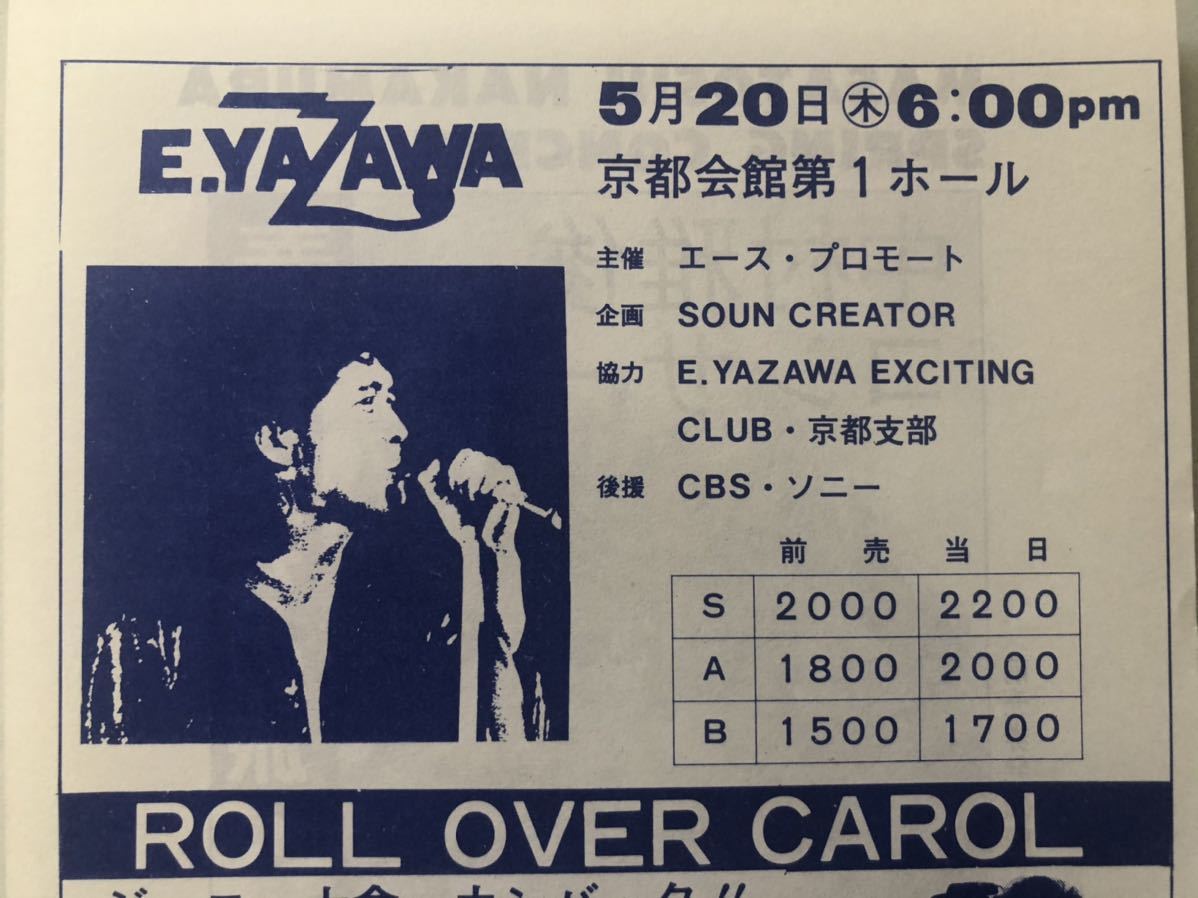 E.YAZAWA
5月20日㊍6:00pm
京都会館第1ホール
主催 エース・プロモート
企画 SOUN CREATOR
協力 E.YAZAWA EXCITING
CLUB・京都支部
後援 CBS・ソニー
前売 当日
S 2000 2200
A 1800 2000
B 1500 1700
ROLL OVER CAROL